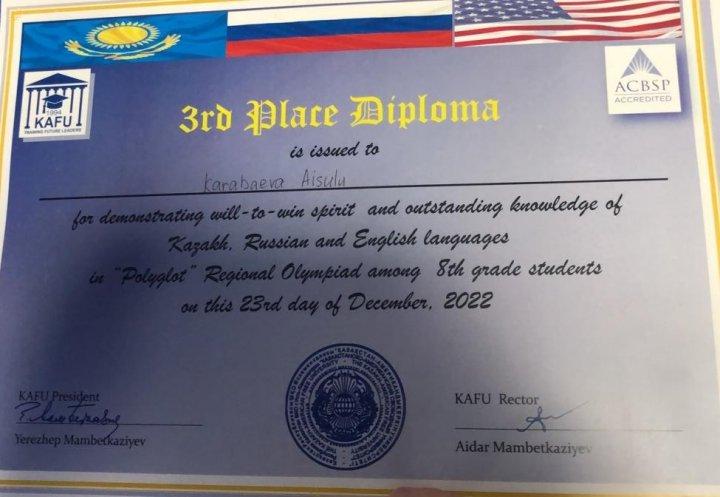 1994
KAFU
TRAINING FUTURE LEADERS
ACBSP
ACCREDITED
3rd Place Diploma
is issued to
Karabaeva Aisulu
for demonstrating will-to-win spirit and outstanding knowledge of
Kazakh, Russian and English languages
in "Polyglot" Regional Olympiad among 8th grade students
on this 23rd day of December, 2022
KAFU President
Yerezhep Mambetkaziyev
KAFU Rector
Aidar Mambetkaziyev